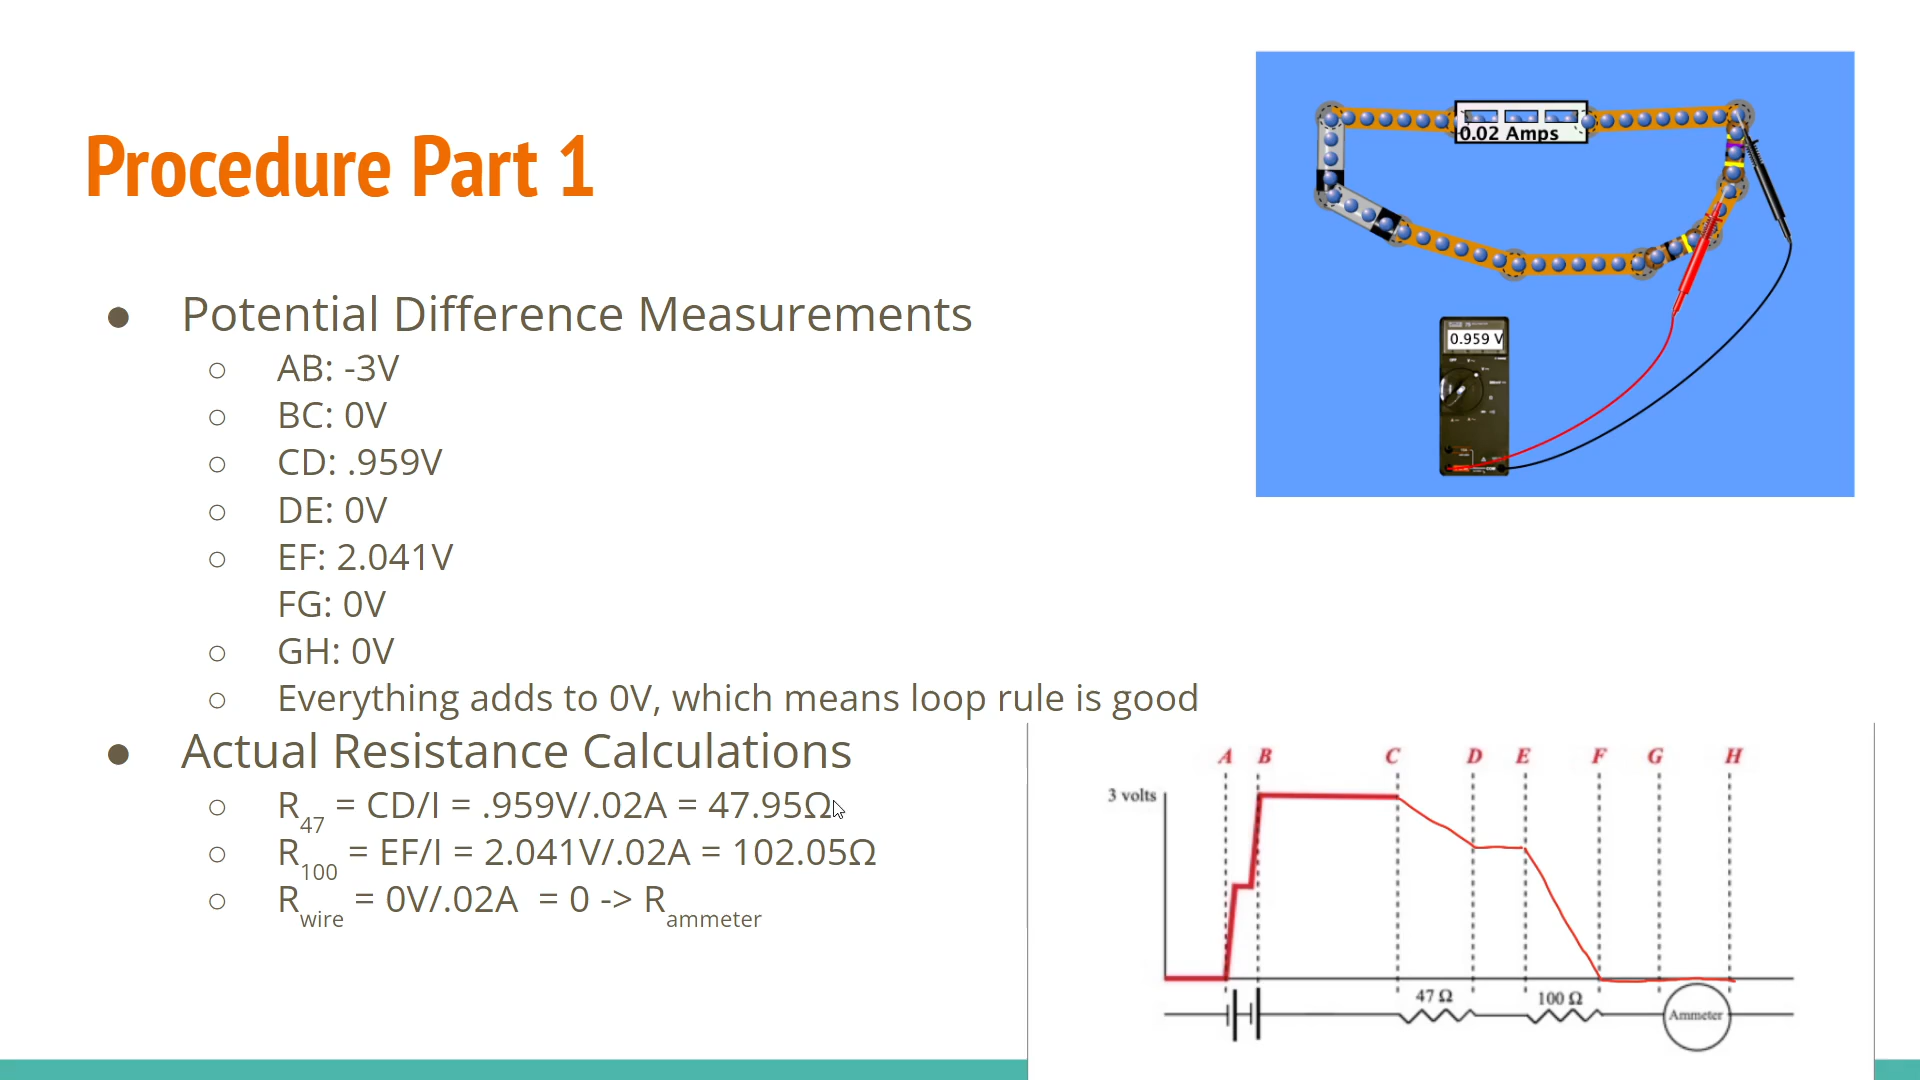 Procedure Part 1
0.02 Amps
0.959 V
● Potential Difference Measurements
○ AB: -3V
○ BC: 0V
○ CD: .959V
○ DE: 0V
○ EF: 2.041V
FG: 0V
○ GH: 0V
○ Everything adds to 0V, which means loop rule is good
● Actual Resistance Calculations
○ R47 = CD/I = .959V/.02A = 47.95Ω
○ R100 = EF/I = 2.041V/.02A = 102.05Ω
○ Rwire = 0V/.02A = 0 -> Rammeter
A B C D E F G H
3 volts
47 Ω 100 Ω
Ammeter